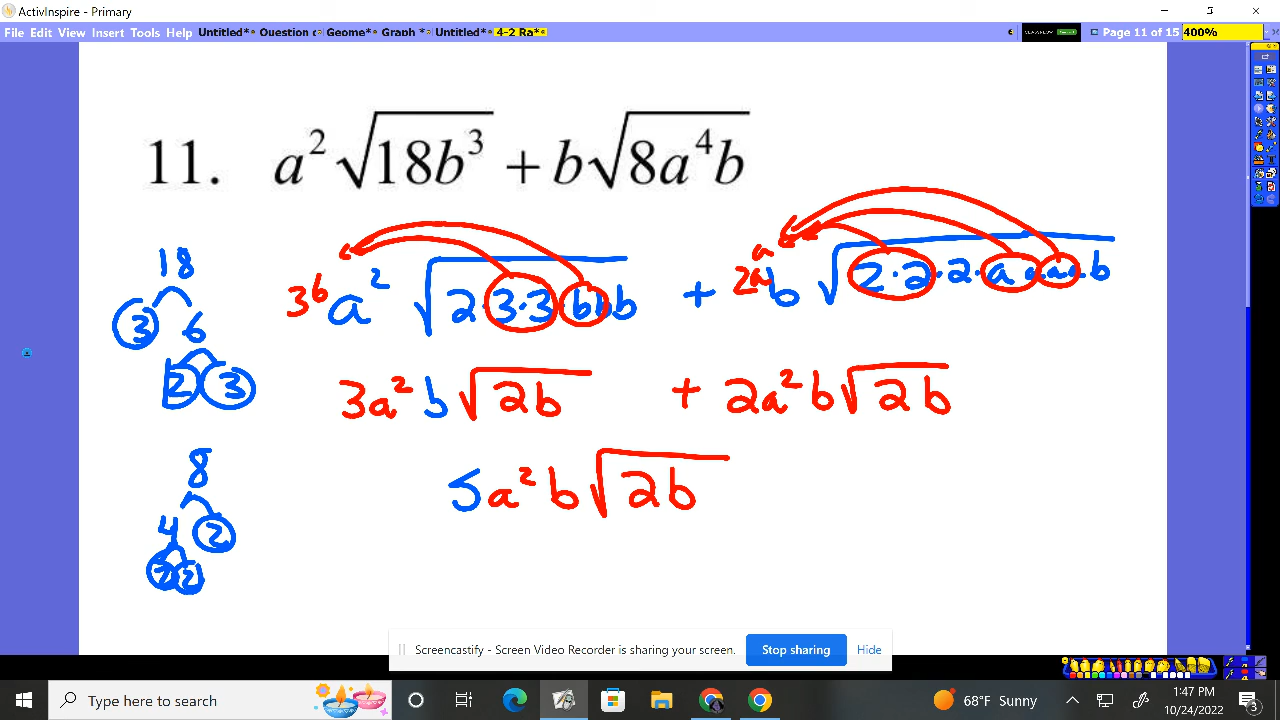 ActivInspire - Primary
File Edit View Insert Tools Help Untitled* Question c Geome* Graph * Untitled* 4-2 Ra* Page 11 of 15 400%
11. a²√18b³ + b√8a⁴b
18
3 6
2 3
3b a² √2·3·3·bbb + 2aa b √2·2·2·a a a a b
3a²b√2b + 2a²b√2b
5a²b√2b
8
4 2
2 2
Screencastify - Screen Video Recorder is sharing your screen. Stop sharing Hide
Type here to search
68°F Sunny
1:47 PM
10/24/2022
3